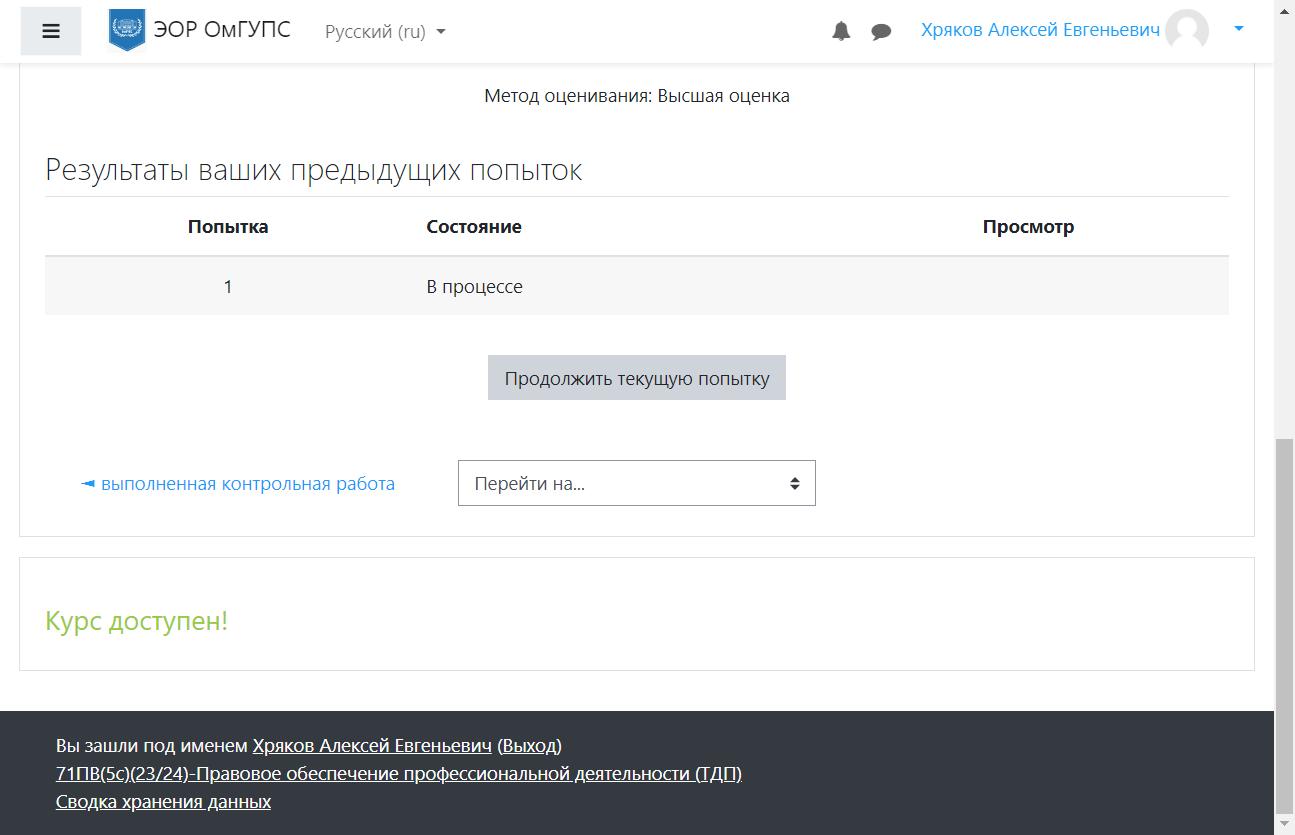 ЭОР ОмГУПС
Русский (ru)
Хряков Алексей Евгеньевич
Метод оценивания: Высшая оценка
Результаты ваших предыдущих попыток
Попытка Состояние Просмотр
1 В процессе
Продолжить текущую попытку
◄ выполненная контрольная работа
Перейти на...
Курс доступен!
Вы зашли под именем Хряков Алексей Евгеньевич (Выход)
71ПВ(5с)(23/24)-Правовое обеспечение профессиональной деятельности (ТДП)
Сводка хранения данных